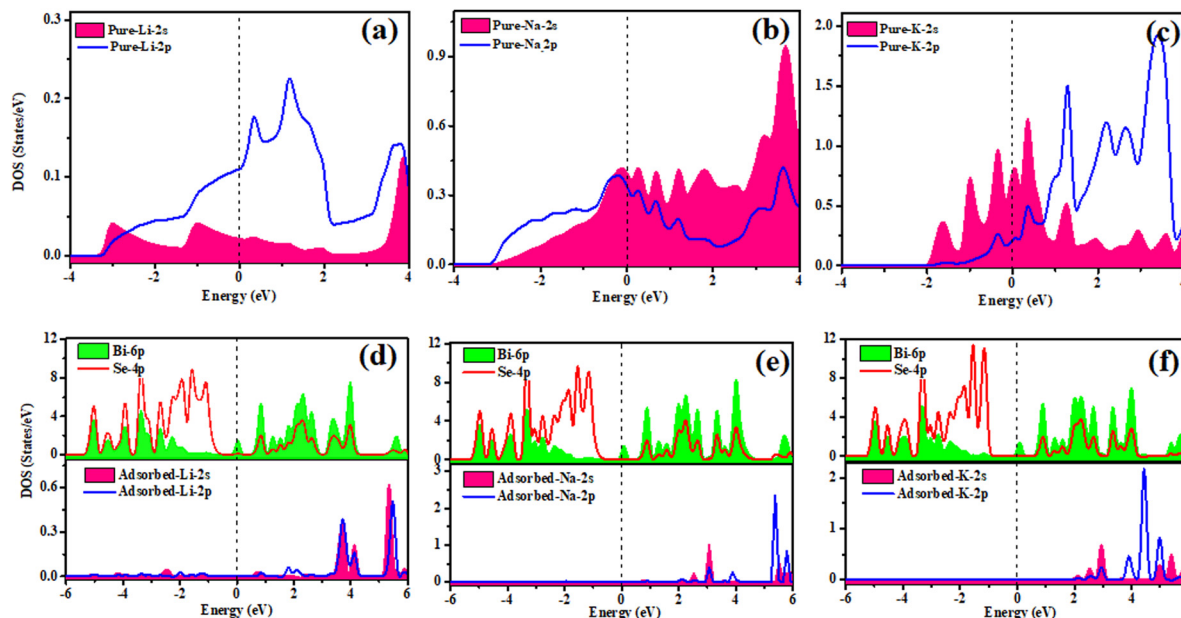 (a)
Pure-Li-2s
Pure-Li-2p
DOS (States/eV)
0.3
0.2
0.1
0.0
-4 -2 0 2 4
Energy (eV)
(b)
Pure-Na-2s
Pure-Na-2p
0.9
0.6
0.3
0.0
-4 -2 0 2 4
Energy (eV)
(c)
Pure-K-2s
Pure-K-2p
2.0
1.5
1.0
0.5
0.0
-4 -2 0 2 4
Energy (eV)
(d)
Bi-6p
Se-4p
DOS (States/eV)
12
8
4
0
Adsorbed-Li-2s
Adsorbed-Li-2p
0.6
0.3
0.0
-6 -4 -2 0 2 4 6
Energy (eV)
(e)
Bi-6p
Se-4p
12
8
4
0
Adsorbed-Na-2s
Adsorbed-Na-2p
3
2
1
0
-6 -4 -2 0 2 4 6
Energy (eV)
(f)
Bi-6p
Se-4p
12
8
4
0
Adsorbed-K-2s
Adsorbed-K-2p
2
1
0
-6 -4 -2 0 2 4 6
Energy (eV)